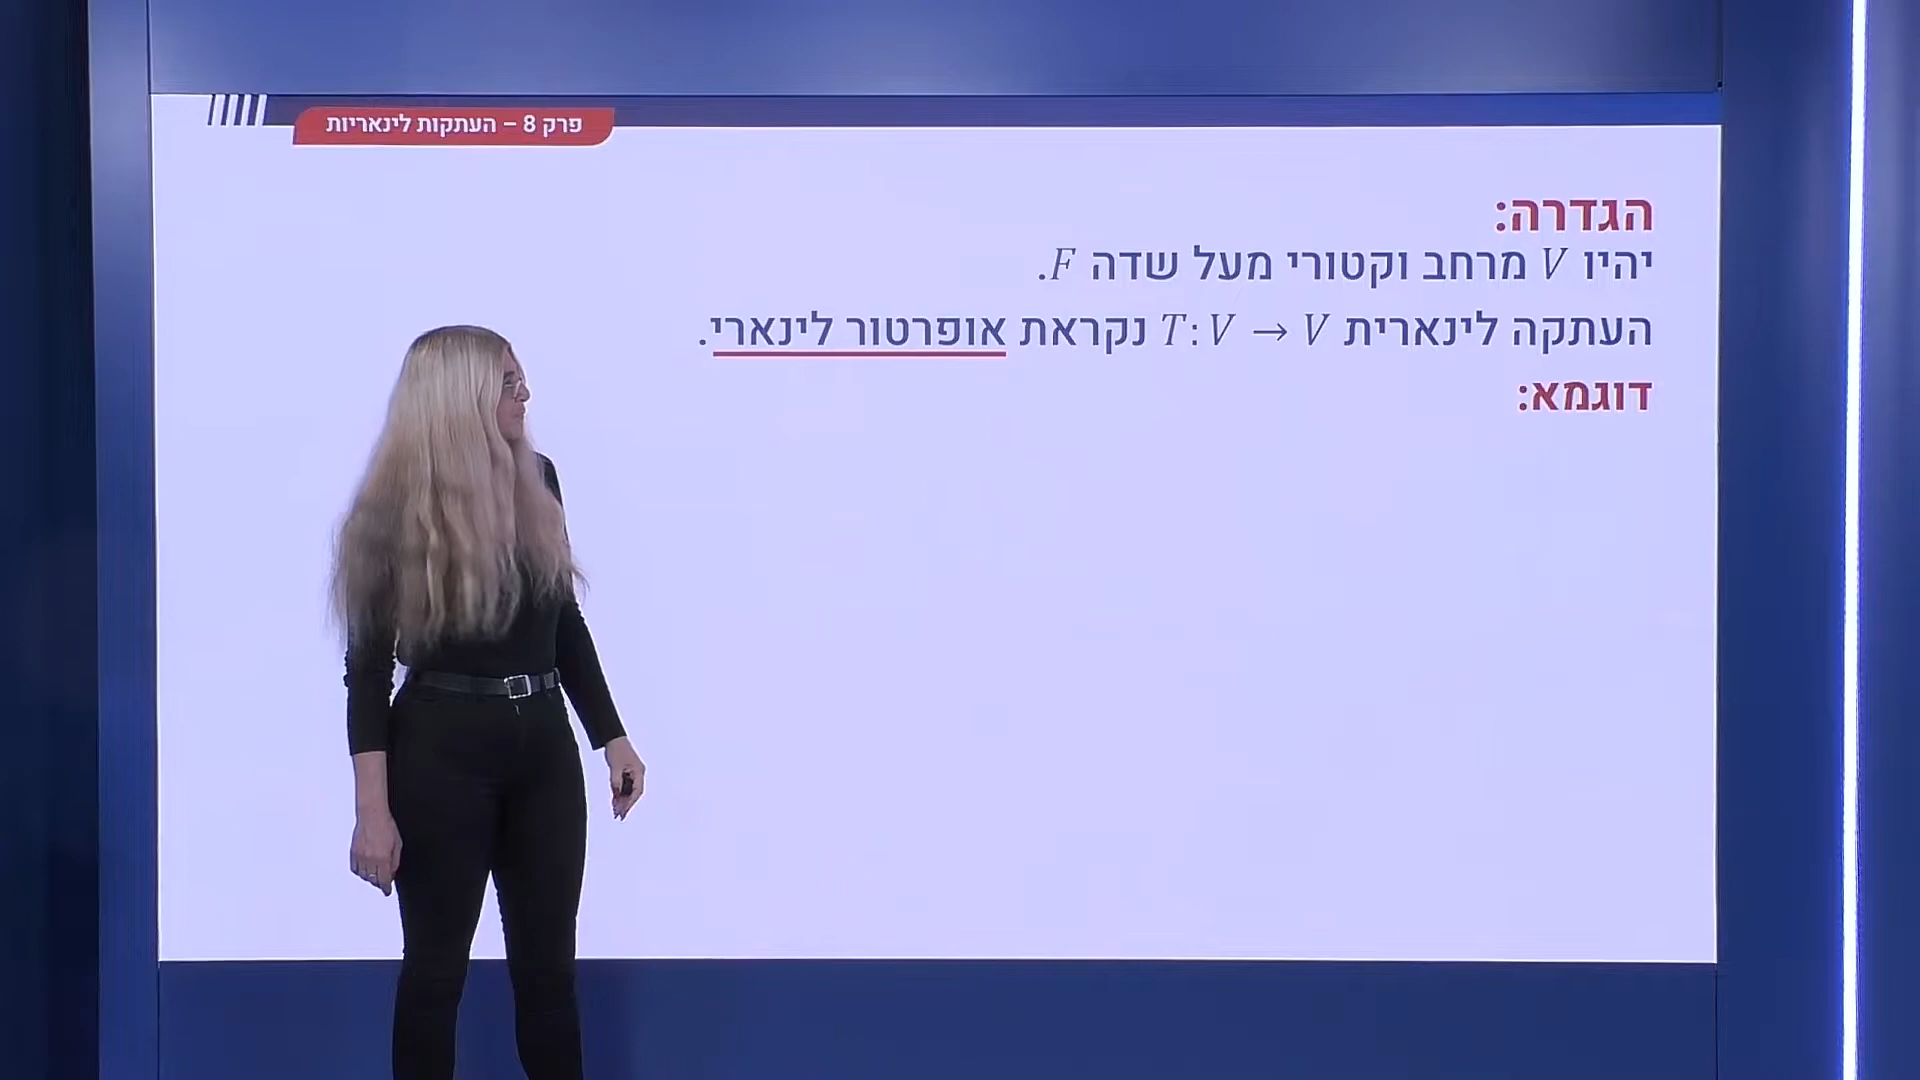 פרק 8 – העתקות לינאריות
הגדרה:
יהיו V מרחב וקטורי מעל שדה F.
העתקה לינארית T: V → V נקראת אופרטור לינארי.
דוגמא: